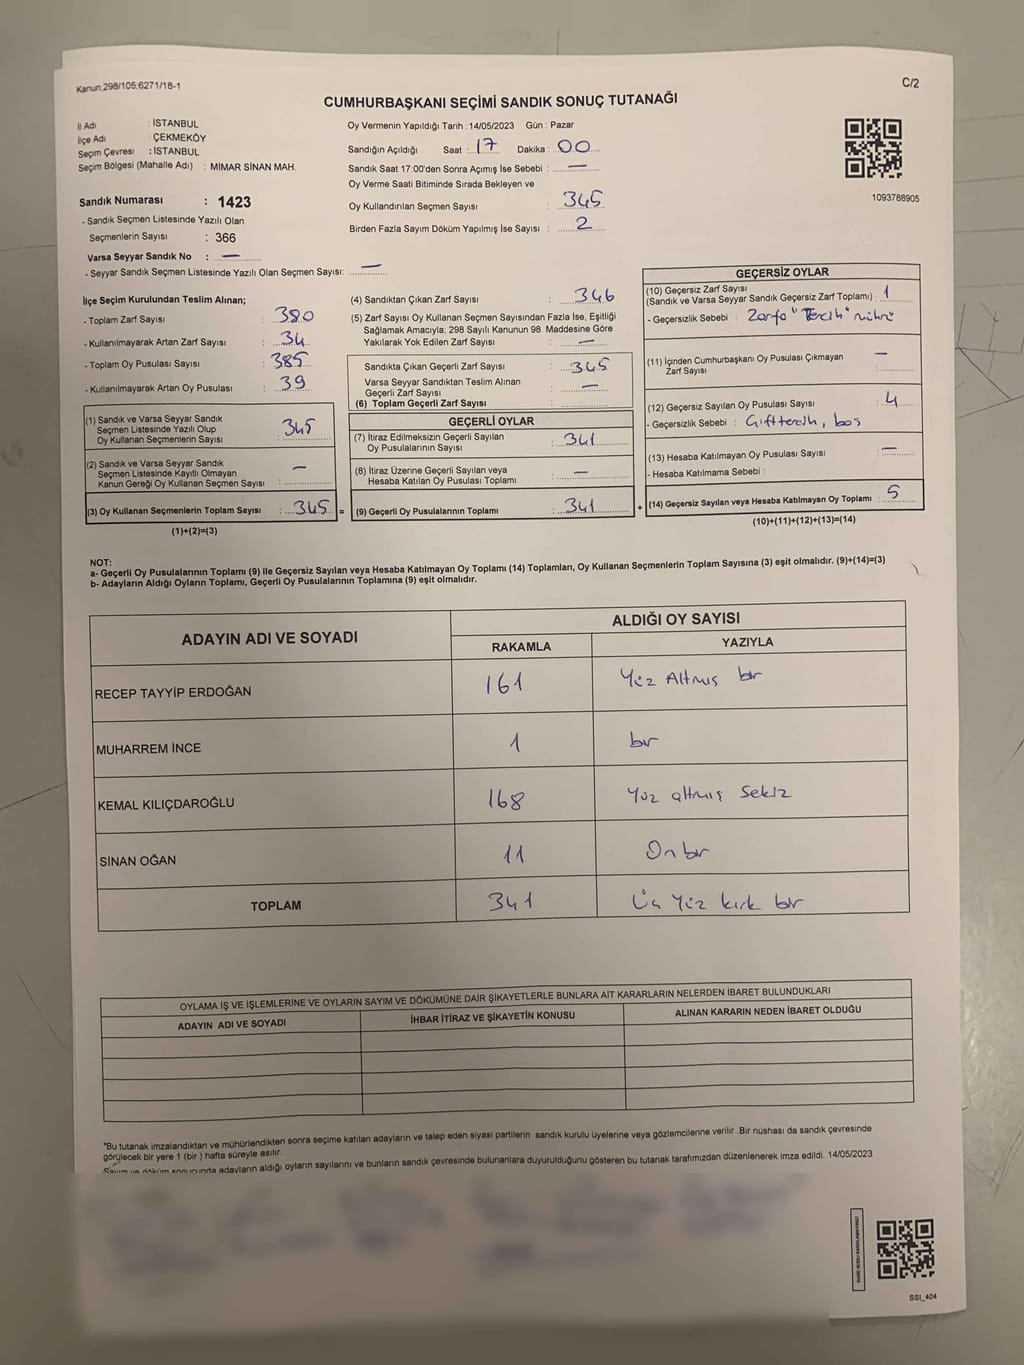 Kanun:298/105;6271/18-1
C/2
CUMHURBAŞKANI SEÇİMİ SANDIK SONUÇ TUTANAĞI
İl Adı : İSTANBUL
İlçe Adı : ÇEKMEKÖY
Seçim Çevresi : İSTANBUL
Seçim Bölgesi (Mahalle Adı) : MİMAR SİNAN MAH.
Sandık Numarası : 1423
- Sandık Seçmen Listesinde Yazılı Olan
Seçmenlerin Sayısı : 366
Varsa Seyyar Sandık No : —
- Seyyar Sandık Seçmen Listesinde Yazılı Olan Seçmen Sayısı: —
Oy Vermenin Yapıldığı Tarih : 14/05/2023 Gün : Pazar
Sandığın Açıldığı Saat : 17 Dakika : 00
Sandık Saat 17:00'den Sonra Açımış İse Sebebi : —
Oy Verme Saati Bitiminde Sırada Bekleyen ve
Oy Kullandırılan Seçmen Sayısı : 345
Birden Fazla Sayım Döküm Yapılmış İse Sayısı : 2
1093788905
İlçe Seçim Kurulundan Teslim Alınan;
- Toplam Zarf Sayısı : 380
- Kullanılmayarak Artan Zarf Sayısı : 34
- Toplam Oy Pusulası Sayısı : 385
- Kullanılmayarak Artan Oy Pusulası : 39
(1) Sandık ve Varsa Seyyar Sandık
Seçmen Listesinde Yazılı Olup
Oy Kullanan Seçmenlerin Sayısı : 345
(2) Sandık ve Varsa Seyyar Sandık
Seçmen Listesinde Kayıtlı Olmayan
Kanun Gereği Oy Kullanan Seçmen Sayısı : —
(3) Oy Kullanan Seçmenlerin Toplam Sayısı : 345 =
(1)+(2)=(3)
(4) Sandıktan Çıkan Zarf Sayısı : 346
(5) Zarf Sayısı Oy Kullanan Seçmen Sayısından Fazla İse, Eşitliği
Sağlamak Amacıyla; 298 Sayılı Kanunun 98. Maddesine Göre
Yakılarak Yok Edilen Zarf Sayısı : —
Sandıkta Çıkan Geçerli Zarf Sayısı : 345
Varsa Seyyar Sandıktan Teslim Alınan
Geçerli Zarf Sayısı : —
(6) Toplam Geçerli Zarf Sayısı :
GEÇERLİ OYLAR
(7) İtiraz Edilmeksizin Geçerli Sayılan
Oy Pusulasının Sayısı : 341
(8) İtiraz Üzerine Geçerli Sayılan veya
Hesaba Katılan Oy Pusulası Toplamı : —
(9) Geçerli Oy Pusulalarının Toplamı : 341 +
GEÇERSİZ OYLAR
(10) Geçersiz Zarf Sayısı
(Sandık ve Varsa Seyyar Sandık Geçersiz Zarf Toplamı) : 1
- Geçersizlik Sebebi : Zarfa "Tercih" mührü
(11) İçinden Cumhurbaşkanı Oy Pusulası Çıkmayan
Zarf Sayısı : —
(12) Geçersiz Sayılan Oy Pusulası Sayısı : 4
- Geçersizlik Sebebi : Çifttercih, boş
(13) Hesaba Katılmayan Oy Pusulası Sayısı : —
- Hesaba Katılmama Sebebi :
(14) Geçersiz Sayılan veya Hesaba Katılmayan Oy Toplamı : 5
(10)+(11)+(12)+(13)=(14)
NOT:
a- Geçerli Oy Pusulalarının Toplamı (9) ile Geçersiz Sayılan veya Hesaba Katılmayan Oy Toplamı (14) Toplamları, Oy Kullanan Seçmenlerin Toplam Sayısına (3) eşit olmalıdır. (9)+(14)=(3)
b- Adayların Aldığı Oyların Toplamı, Geçerli Oy Pusulalarının Toplamına (9) eşit olmalıdır.
ADAYIN ADI VE SOYADI
ALDIĞI OY SAYISI
RAKAMLA YAZIYLA
RECEP TAYYİP ERDOĞAN 161 Yüz Altmış bir
MUHARREM İNCE 1 bir
KEMAL KILIÇDAROĞLU 168 Yüz altmış sekiz
SİNAN OĞAN 11 On bir
TOPLAM 341 Üç Yüz kırk bir
OYLAMA İŞ VE İŞLEMLERİNE VE OYLARIN SAYIM VE DÖKÜMÜNE DAİR ŞİKAYETLERLE BUNLARA AİT KARARLARIN NELERDEN İBARET BULUNDUKLARI
ADAYIN ADI VE SOYADI İHBAR İTİRAZ VE ŞİKAYETİN KONUSU ALINAN KARARIN NEDEN İBARET OLDUĞU
*Bu tutanak imzalandıktan ve mühürlendikten sonra seçime katılan adayların ve talep eden siyasi partilerin sandık kurulu üyelerine veya gözlemcilerine verilir. Bir nüshası da sandık çevresinde
görülecek bir yere 1 (bir) hafta süreyle asılır.
Sayım ve döküm sonucunda adayların aldığı oyların sayılarını ve bunların sandık çevresinde bulunanlara duyurulduğunu gösteren bu tutanak tarafımızdan düzenlenerek imza edildi. 14/05/2023
SSI_404